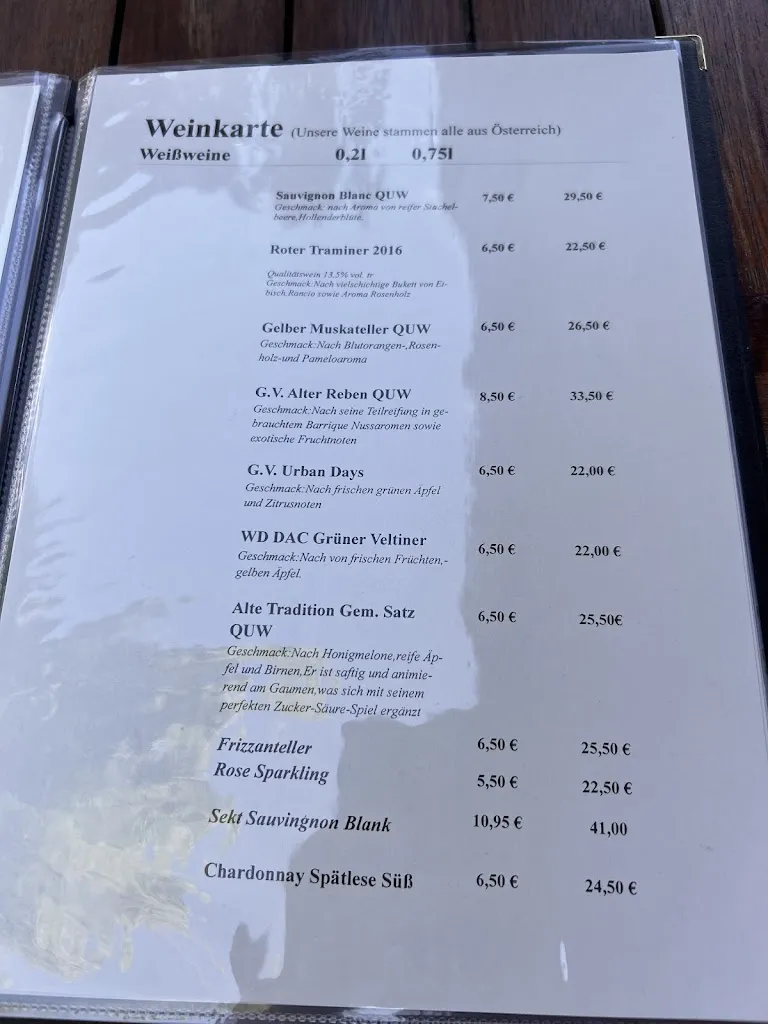 Weinkarte (Unsere Weine stammen alle aus Österreich)
Weißweine 0,2l 0,75l
Sauvignon Blanc QUW 7,50 € 29,50 €
Geschmack: nach Aroma von reifer Stachel-
beere,Hollenderblüte.
Roter Traminer 2016 6,50 € 22,50 €
Qualitätswein 13,5% vol. tr
Geschmack:Nach vielschichtige Bukett von Ei-
bisch,Rancio sowie Aroma Rosenholz
Gelber Muskateller QUW 6,50 € 26,50 €
Geschmack:Nach Blutorangen-,Rosen-
holz-und Pameloaroma
G.V. Alter Reben QUW 8,50 € 33,50 €
Geschmack:Nach seine Teilreifung in ge-
brauchtem Barrique Nussaromen sowie
exotische Fruchtnoten
G.V. Urban Days 6,50 € 22,00 €
Geschmack:Nach frischen grünen Äpfel
und Zitrusnoten
WD DAC Grüner Veltiner 6,50 € 22,00 €
Geschmack:Nach von frischen Früchten,-
gelben Äpfel.
Alte Tradition Gem. Satz 6,50 € 25,50€
QUW
Geschmack:Nach Honigmelone,reife Äp-
fel und Birnen,Er ist saftig und animie-
rend am Gaumen,was sich mit seinem
perfekten Zucker-Säure-Spiel ergänzt
Frizzanteller 6,50 € 25,50 €
Rose Sparkling 5,50 € 22,50 €
Sekt Sauvingnon Blank 10,95 € 41,00
Chardonnay Spätlese Süß 6,50 € 24,50 €